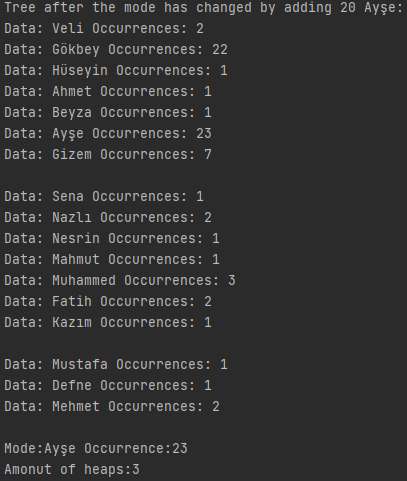 Tree after the mode has changed by adding 20 Ayşe:
Data: Veli Occurrences: 2
Data: Gökbey Occurrences: 22
Data: Hüseyin Occurrences: 1
Data: Ahmet Occurrences: 1
Data: Beyza Occurrences: 1
Data: Ayşe Occurrences: 23
Data: Gizem Occurrences: 7
Data: Sena Occurrences: 1
Data: Nazlı Occurrences: 2
Data: Nesrin Occurrences: 1
Data: Mahmut Occurrences: 1
Data: Muhammed Occurrences: 3
Data: Fatih Occurrences: 2
Data: Kazım Occurrences: 1
Data: Mustafa Occurrences: 1
Data: Defne Occurrences: 1
Data: Mehmet Occurrences: 2
Mode:Ayşe Occurrence:23
Amonut of heaps:3